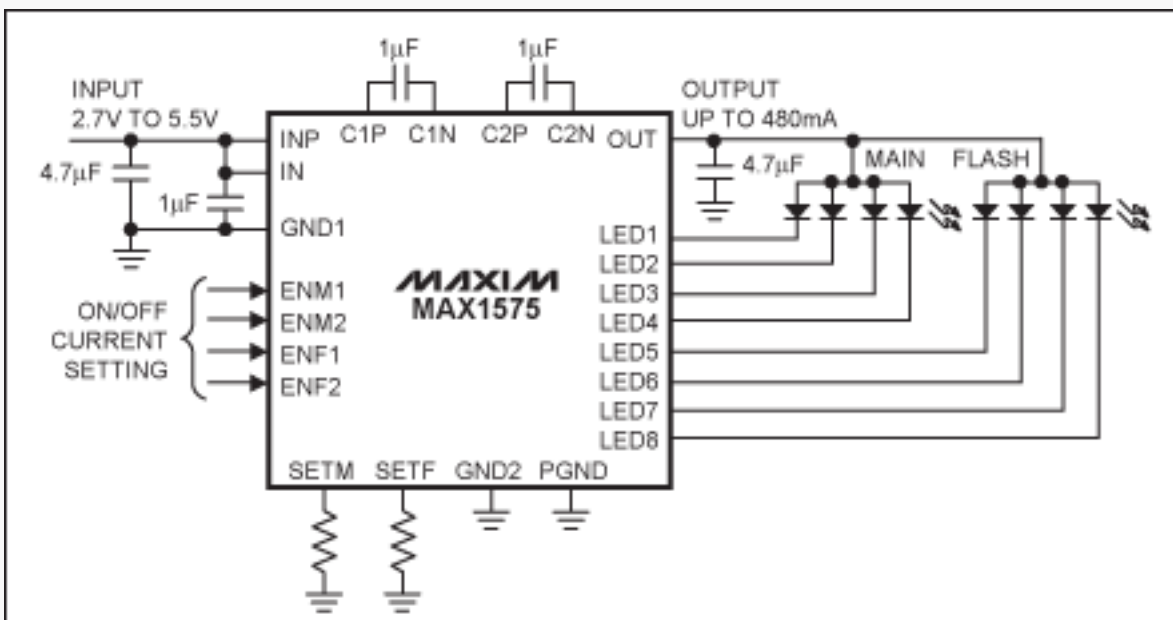 1µF
1µF
INPUT
2.7V TO 5.5V
OUTPUT
UP TO 480mA
INP
C1P
C1N
C2P
C2N
OUT
4.7µF
IN
1µF
GND1
4.7µF
MAIN
FLASH
ON/OFF
CURRENT
SETTING
ENM1
ENM2
ENF1
ENF2
MAXIM
MAX1575
LED1
LED2
LED3
LED4
LED5
LED6
LED7
LED8
SETM
SETF
GND2
PGND